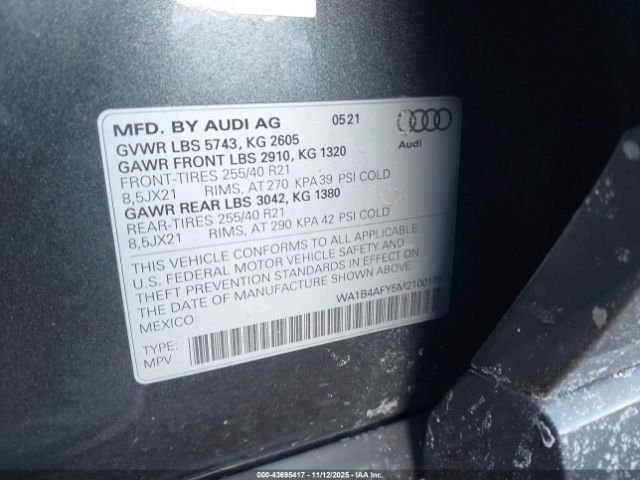 MFD. BY AUDI AG 05 21
GVWR LBS 5743, KG 2605
GAWR FRONT LBS 2910, KG 1320
FRONT-TIRES 255/40 R21
8,5JX21 RIMS, AT 270 KPA 39 PSI COLD
GAWR REAR LBS 3042, KG 1380
REAR-TIRES 255/40 R21
8,5JX21 RIMS, AT 290 KPA 42 PSI COLD
Audi
THIS VEHICLE CONFORMS TO ALL APPLICABLE
U.S. FEDERAL MOTOR VEHICLE SAFETY AND
THEFT PREVENTION STANDARDS IN EFFECT ON
THE DATE OF MANUFACTURE SHOWN ABOVE.
MEXICO
WA1B4AFY5M2100101
TYPE:
MPV
000-43695417 - 11/12/2025 - iaai.com